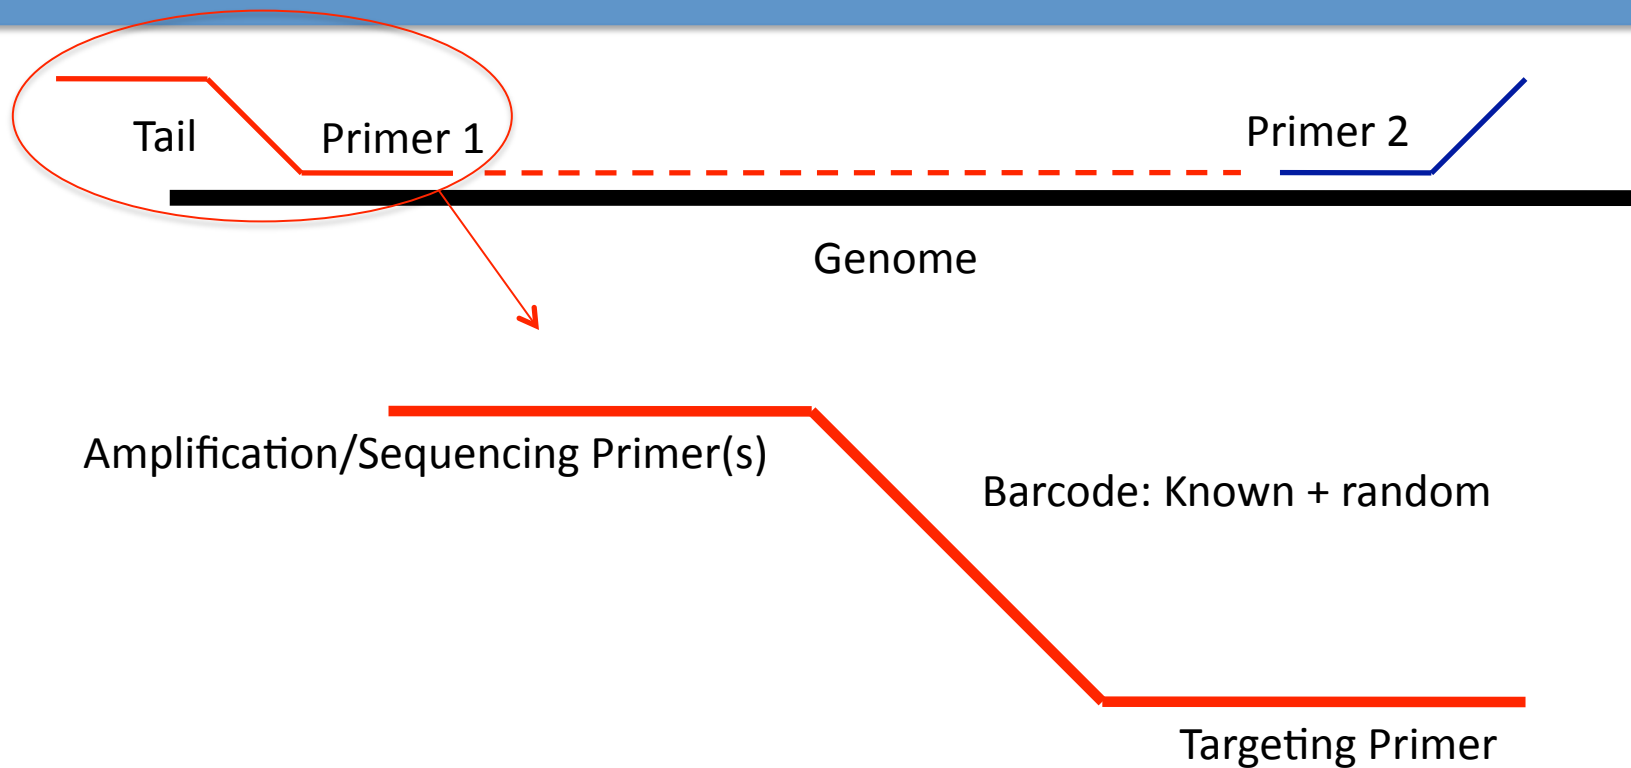 Tail
Primer 1
Primer 2
Genome
Amplification/Sequencing Primer(s)
Barcode: Known + random
Targeting Primer